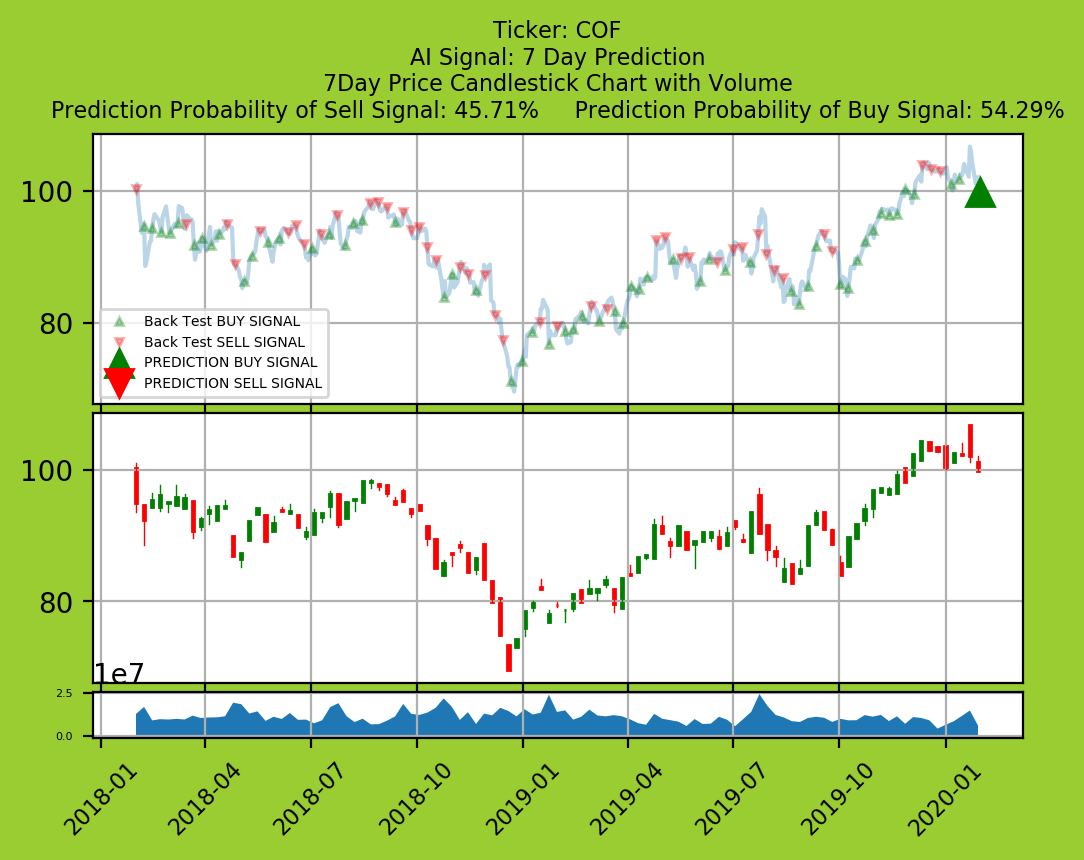 Ticker: COF
AI Signal: 7 Day Prediction
7Day Price Candlestick Chart with Volume
Prediction Probability of Sell Signal: 45.71%     Prediction Probability of Buy Signal: 54.29%
100
80
Back Test BUY SIGNAL
Back Test SELL SIGNAL
PREDICTION BUY SIGNAL
PREDICTION SELL SIGNAL
100
80
1e7
2.5
0.0
2018-01
2018-04
2018-07
2018-10
2019-01
2019-04
2019-07
2019-10
2020-01